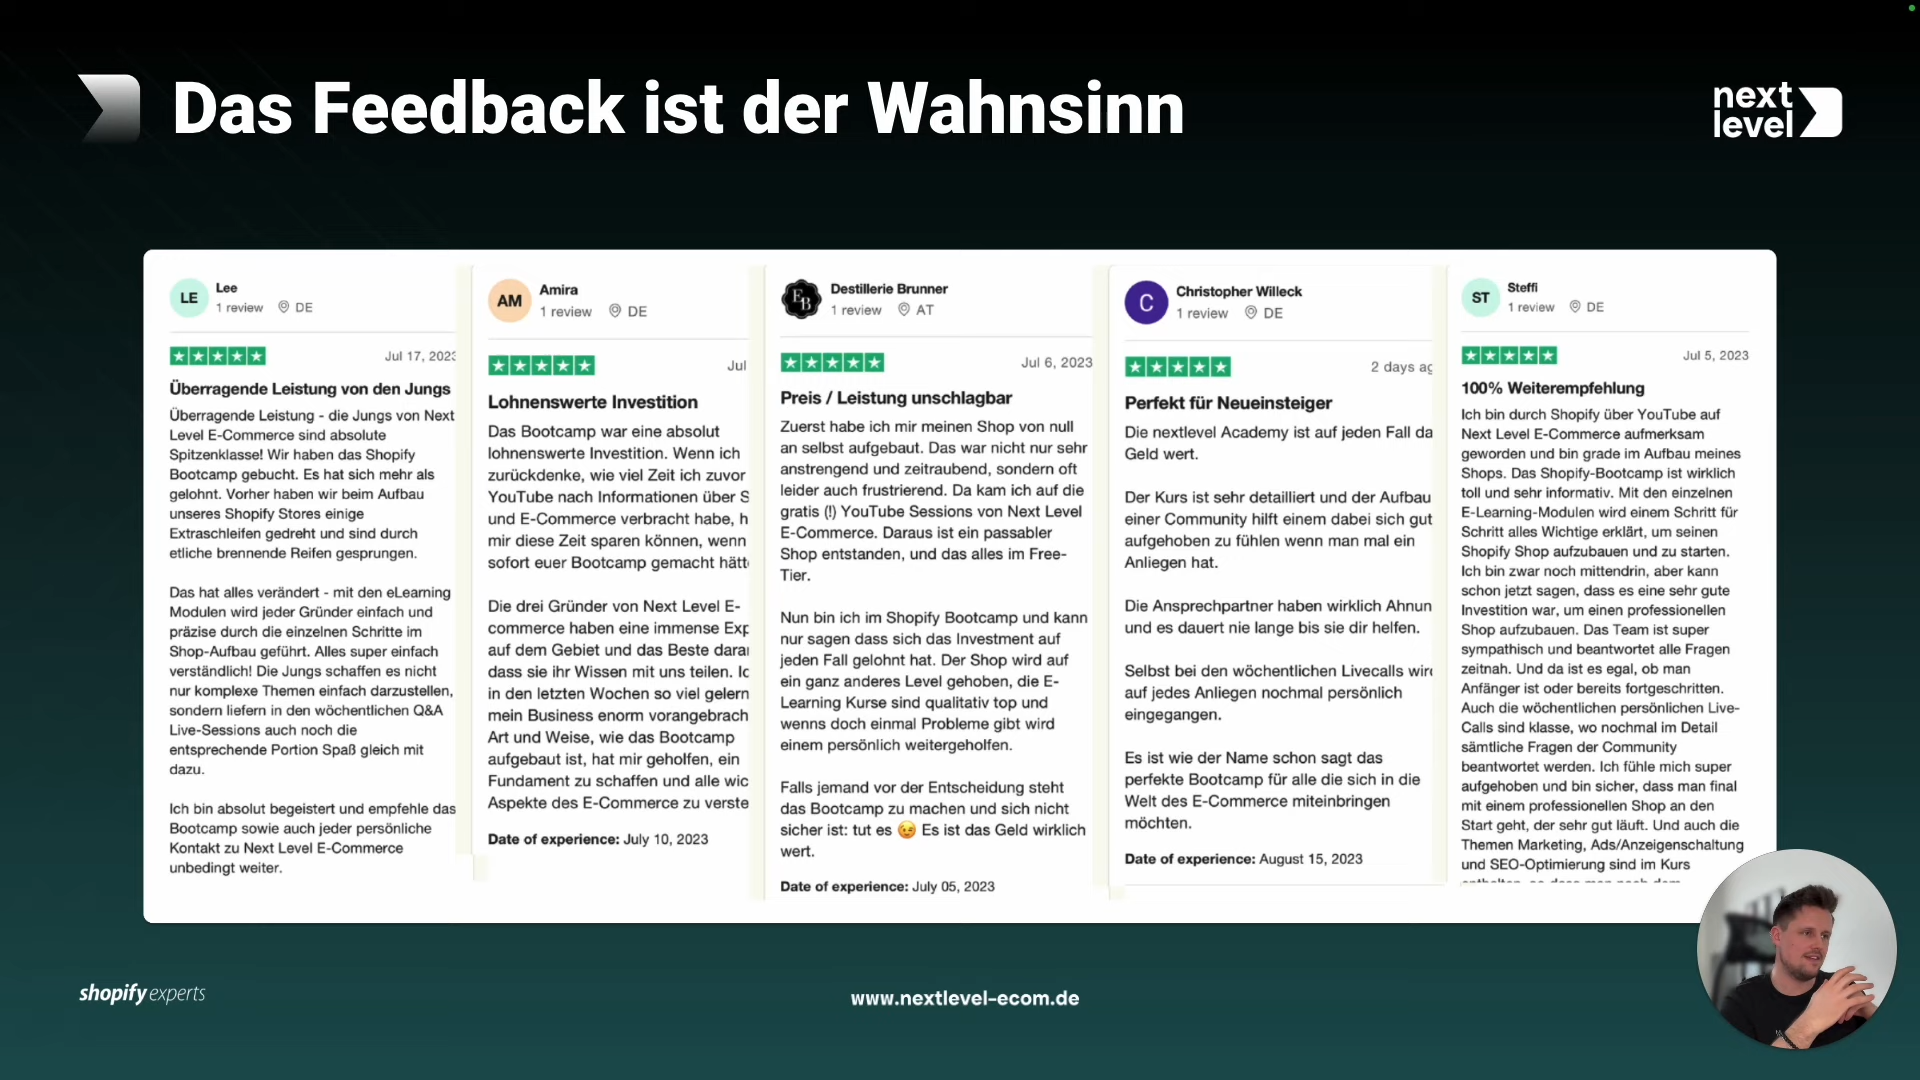 Das Feedback ist der Wahnsinn
next
level
LE
Lee
1 review DE
Jul 17, 2023
Überragende Leistung von den Jungs
Überragende Leistung - die Jungs von Next
Level E-Commerce sind absolute
Spitzenklasse! Wir haben das Shopify
Bootcamp gebucht. Es hat sich mehr als
gelohnt. Vorher haben wir beim Aufbau
unseres Shopify Stores einige
Extraschleifen gedreht und sind durch
etliche brennende Reifen gesprungen.
Das hat alles verändert - mit den eLearning
Modulen wird jeder Gründer einfach und
präzise durch die einzelnen Schritte im
Shop-Aufbau geführt. Alles super einfach
verständlich! Die Jungs schaffen es nicht
nur komplexe Themen einfach darzustellen,
sondern liefern in den wöchentlichen Q&A
Live-Sessions auch noch die
entsprechende Portion Spaß gleich mit
dazu.
Ich bin absolut begeistert und empfehle das
Bootcamp sowie auch jeder persönliche
Kontakt zu Next Level E-Commerce
unbedingt weiter.
AM
Amira
1 review DE
Jul
Lohnenswerte Investition
Das Bootcamp war eine absolut
lohnenswerte Investition. Wenn ich
zurückdenke, wie viel Zeit ich zuvor
YouTube nach Informationen über S
und E-Commerce verbracht habe, h
mir diese Zeit sparen können, wenn
sofort euer Bootcamp gemacht hätt
Die drei Gründer von Next Level E-
commerce haben eine immense Exp
auf dem Gebiet und das Beste daran
dass sie ihr Wissen mit uns teilen. Ic
in den letzten Wochen so viel gelern
mein Business enorm vorangebrach
Art und Weise, wie das Bootcamp
aufgebaut ist, hat mir geholfen, ein
Fundament zu schaffen und alle wic
Aspekte des E-Commerce zu verste
Date of experience: July 10, 2023
EB
Destillerie Brunner
1 review AT
Jul 6, 2023
Preis / Leistung unschlagbar
Zuerst habe ich mir meinen Shop von null
an selbst aufgebaut. Das war nicht nur sehr
anstrengend und zeitraubend, sondern oft
leider auch frustrierend. Da kam ich auf die
gratis (!) YouTube Sessions von Next Level
E-Commerce. Daraus ist ein passabler
Shop entstanden, und das alles im Free-
Tier.
Nun bin ich im Shopify Bootcamp und kann
nur sagen dass sich das Investment auf
jeden Fall gelohnt hat. Der Shop wird auf
ein ganz anderes Level gehoben, die E-
Learning Kurse sind qualitativ top und
wenns doch einmal Probleme gibt wird
einem persönlich weitergeholfen.
Falls jemand vor der Entscheidung steht
das Bootcamp zu machen und sich nicht
sicher ist: tut es 😉 Es ist das Geld wirklich
wert.
Date of experience: July 05, 2023
C
Christopher Willeck
1 review DE
2 days ag
Perfekt für Neueinsteiger
Die nextlevel Academy ist auf jeden Fall da
Geld wert.
Der Kurs ist sehr detailliert und der Aufbau
einer Community hilft einem dabei sich gut
aufgehoben zu fühlen wenn man mal ein
Anliegen hat.
Die Ansprechpartner haben wirklich Ahnun
und es dauert nie lange bis sie dir helfen.
Selbst bei den wöchentlichen Livecalls wird
auf jedes Anliegen nochmal persönlich
eingegangen.
Es ist wie der Name schon sagt das
perfekte Bootcamp für alle die sich in die
Welt des E-Commerce miteinbringen
möchten.
Date of experience: August 15, 2023
ST
Steffi
1 review DE
Jul 5, 2023
100% Weiterempfehlung
Ich bin durch Shopify über YouTube auf
Next Level E-Commerce aufmerksam
geworden und bin grade im Aufbau meines
Shops. Das Shopify-Bootcamp ist wirklich
toll und sehr informativ. Mit den einzelnen
E-Learning-Modulen wird einem Schritt für
Schritt alles Wichtige erklärt, um seinen
Shopify Shop aufzubauen und zu starten.
Ich bin zwar noch mittendrin, aber kann
schon jetzt sagen, dass es eine sehr gute
Investition war, um einen professionellen
Shop aufzubauen. Das Team ist super
sympathisch und beantwortet alle Fragen
zeitnah. Und da ist es egal, ob man
Anfänger ist oder bereits fortgeschritten.
Auch die wöchentlichen persönlichen Live-
Calls sind klasse, wo nochmal im Detail
sämtliche Fragen der Community
beantwortet werden. Ich fühle mich super
aufgehoben und bin sicher, dass man final
mit einem professionellen Shop an den
Start geht, der sehr gut läuft. Und auch die
Themen Marketing, Ads/Anzeigenschaltung
und SEO-Optimierung sind im Kurs
shopify experts
www.nextlevel-ecom.de